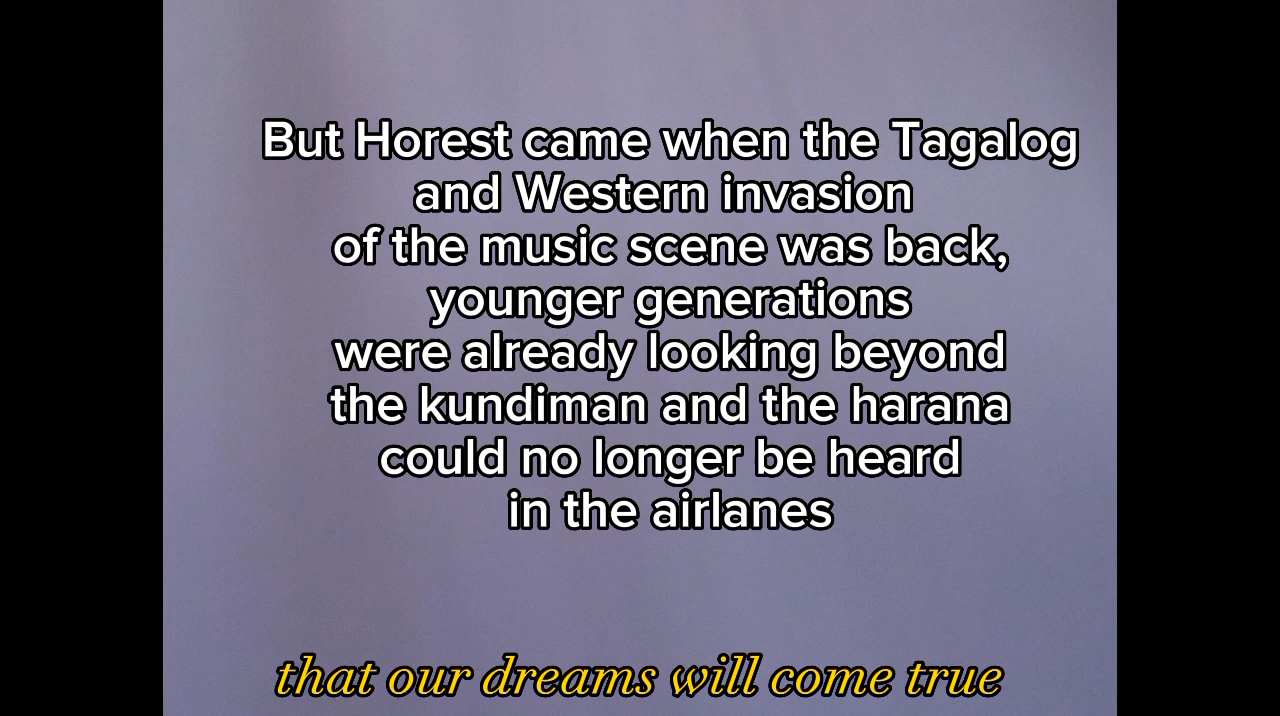 But Horest came when the Tagalog
and Western invasion
of the music scene was back,
younger generations
were already looking beyond
the kundiman and the harana
could no longer be heard
in the airlanes
that our dreams will come true